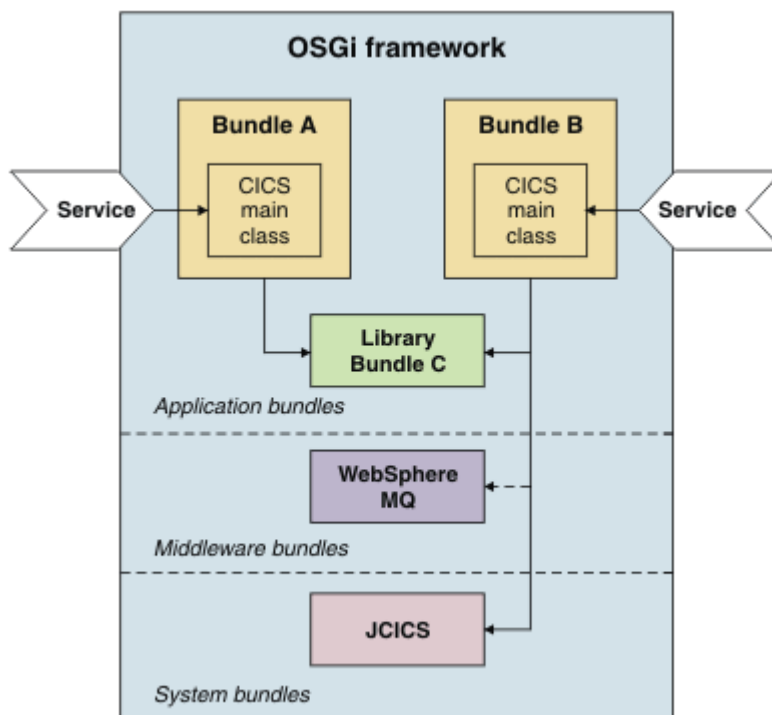 OSGi framework
Bundle A
Bundle B
CICS
main
class
CICS
main
class
Service
Service
Library
Bundle C
Application bundles
WebSphere
MQ
Middleware bundles
JCICS
System bundles